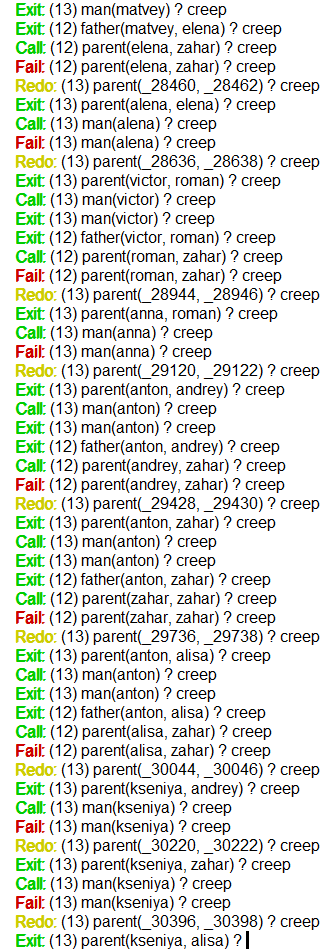 Exit: (13) man(matvey) ? creep
Exit: (12) father(matvey, elena) ? creep
Call: (12) parent(elena, zahar) ? creep
Fail: (12) parent(elena, zahar) ? creep
Redo: (13) parent(_28460, _28462) ? creep
Exit: (13) parent(alena, elena) ? creep
Call: (13) man(alena) ? creep
Fail: (13) man(alena) ? creep
Redo: (13) parent(_28636, _28638) ? creep
Exit: (13) parent(victor, roman) ? creep
Call: (13) man(victor) ? creep
Exit: (13) man(victor) ? creep
Exit: (12) father(victor, roman) ? creep
Call: (12) parent(roman, zahar) ? creep
Fail: (12) parent(roman, zahar) ? creep
Redo: (13) parent(_28944, _28946) ? creep
Exit: (13) parent(anna, roman) ? creep
Call: (13) man(anna) ? creep
Fail: (13) man(anna) ? creep
Redo: (13) parent(_29120, _29122) ? creep
Exit: (13) parent(anton, andrey) ? creep
Call: (13) man(anton) ? creep
Exit: (13) man(anton) ? creep
Exit: (12) father(anton, andrey) ? creep
Call: (12) parent(andrey, zahar) ? creep
Fail: (12) parent(andrey, zahar) ? creep
Redo: (13) parent(_29428, _29430) ? creep
Exit: (13) parent(anton, zahar) ? creep
Call: (13) man(anton) ? creep
Exit: (13) man(anton) ? creep
Exit: (12) father(anton, zahar) ? creep
Call: (12) parent(zahar, zahar) ? creep
Fail: (12) parent(zahar, zahar) ? creep
Redo: (13) parent(_29736, _29738) ? creep
Exit: (13) parent(anton, alisa) ? creep
Call: (13) man(anton) ? creep
Exit: (13) man(anton) ? creep
Exit: (12) father(anton, alisa) ? creep
Call: (12) parent(alisa, zahar) ? creep
Fail: (12) parent(alisa, zahar) ? creep
Redo: (13) parent(_30044, _30046) ? creep
Exit: (13) parent(kseniya, andrey) ? creep
Call: (13) man(kseniya) ? creep
Fail: (13) man(kseniya) ? creep
Redo: (13) parent(_30220, _30222) ? creep
Exit: (13) parent(kseniya, zahar) ? creep
Call: (13) man(kseniya) ? creep
Fail: (13) man(kseniya) ? creep
Redo: (13) parent(_30396, _30398) ? creep
Exit: (13) parent(kseniya, alisa) ?